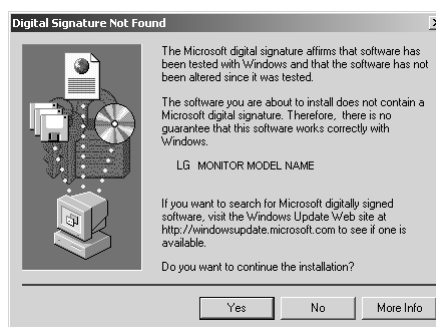 Digital Signature Not Found
The Microsoft digital signature affirms that software has
been tested with Windows and that the software has not
been altered since it was tested.
The software you are about to install does not contain a
Microsoft digital signature. Therefore, there is no
guarantee that this software works correctly with
Windows.
LG MONITOR MODEL NAME
If you want to search for Microsoft digitally signed
software, visit the Windows Update Web site at
http://windowsupdate.microsoft.com to see if one is
available.
Do you want to continue the installation?
Yes No More Info